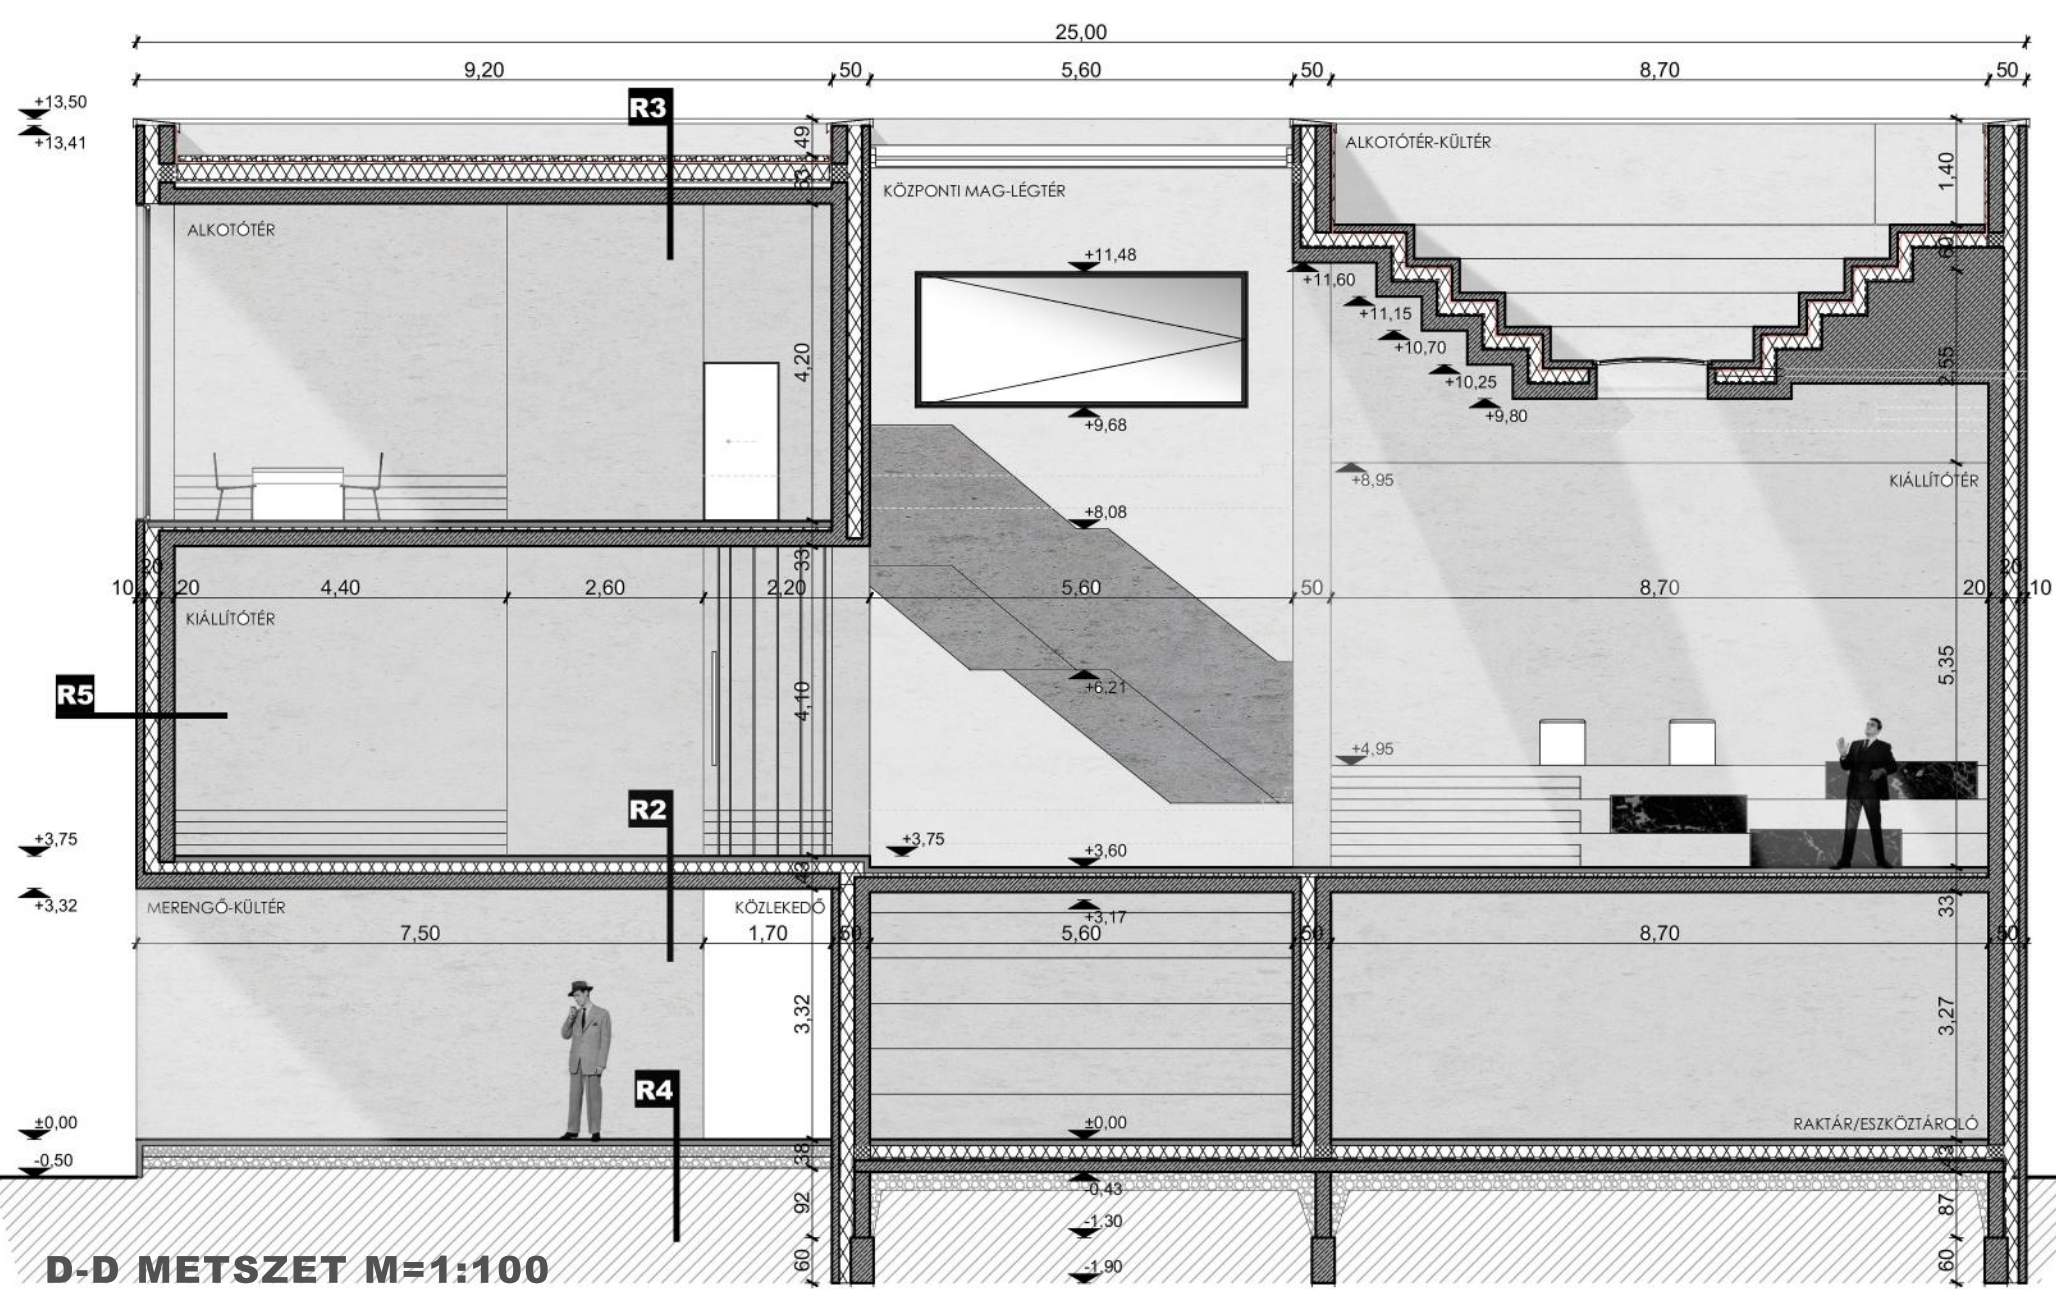 25,00
9,20 50 5,60 50 8,70 50
+13,50
+13,41
R3
49
ALKOTÓTÉR-KÜLTÉR
1,40
63
KÖZPONTI MAG-LÉGTÉR
ALKOTÓTÉR
+11,48
60
+11,60
+11,15
+10,70
4,20
2,55
+10,25
+9,68
+9,80
+8,95
KIÁLLÍTÓTÉR
+8,08
33
10 20 20 4,40 2,60 2,20 5,60 50 8,70 20 20 10
KIÁLLÍTÓTÉR
5,35
R5
+6,21
4,10
+4,95
R2
+3,75
+3,75
+3,60
43
+3,32
MERENGŐ-KÜLTÉR
KÖZLEKEDŐ
+3,17
33
7,50 1,70 50 5,60 50 8,70 50
3,32
3,27
R4
±0,00
±0,00
RAKTÁR/ESZKÖZTÁROLÓ
-0,50
38
43
-0,43
92
87
-1,30
60
-1,90
60
D-D METSZET M=1:100